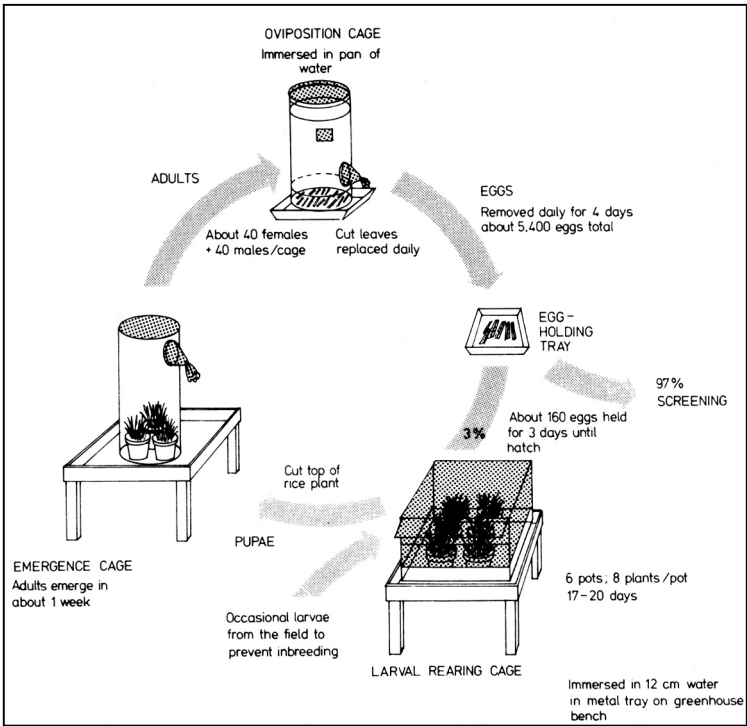 OVIPOSITION CAGE
Immersed in pan of
water
ADULTS
EGGS
Removed daily for 4 days
about 5,400 eggs total
About 40 females
+ 40 males/cage
Cut leaves
replaced daily
EGG-
HOLDING
TRAY
97%
SCREENING
3%
About 160 eggs held
for 3 days until
hatch
Cut top of
rice plant
PUPAE
EMERGENCE CAGE
Adults emerge in
about 1 week
6 pots; 8 plants/pot
17-20 days
Occasional larvae
from the field to
prevent inbreeding
LARVAL REARING CAGE
Immersed in 12 cm water
in metal tray on greenhouse
bench